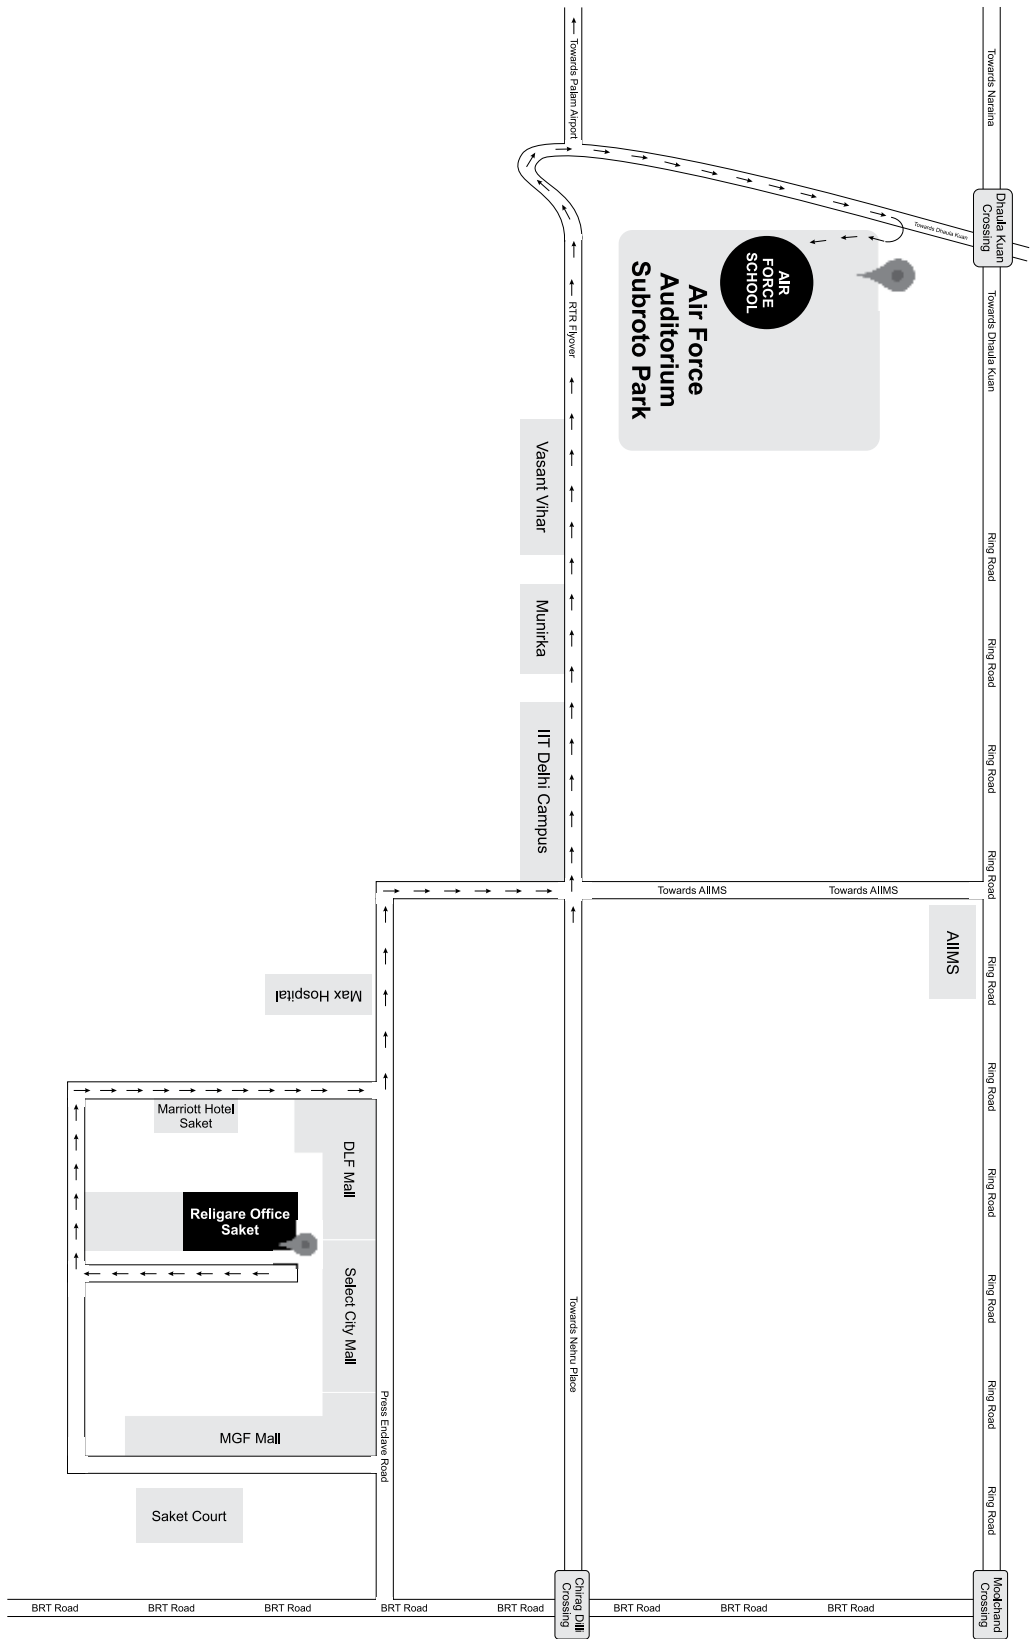 Towards Palam Airport
Towards Naraina
Dhaula Kuan
Crossing
Towards Dhaula Kuan
AIR
FORCE
SCHOOL
Air Force
Auditorium
Subroto Park
RTR Flyover
Towards Dhaula Kuan
Vasant Vihar
Ring Road
Munirka
Ring Road
IIT Delhi Campus
Ring Road
Ring Road
Towards AIIMS
Towards AIIMS
AIIMS
Ring Road
Max Hospital
Ring Road
Marriott Hotel
Saket
DLF Mall
Ring Road
Religare Office
Saket
Select City Mall
Ring Road
Towards Nehru Place
Press Enclave Road
Ring Road
MGF Mall
Ring Road
Saket Court
Chirag Dilli
Crossing
Moolchand
Crossing
BRT Road
BRT Road
BRT Road
BRT Road
BRT Road
BRT Road
BRT Road
BRT Road